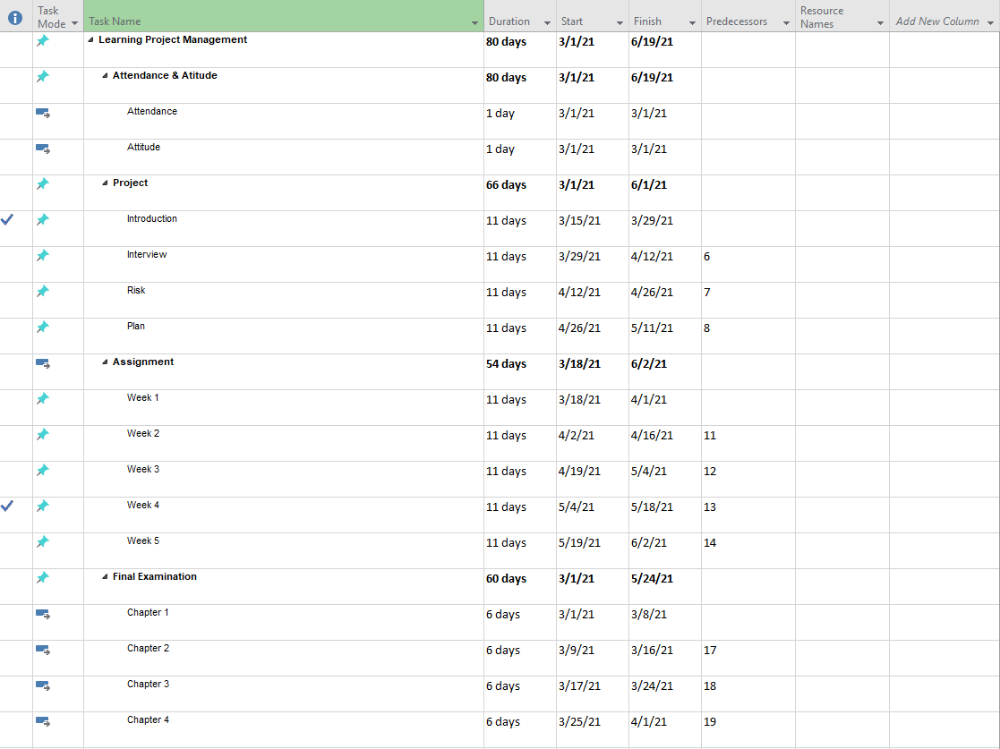 Task Mode Task Name Duration Start Finish Predecessors Resource Names Add New Column
Learning Project Management 80 days 3/1/21 6/19/21
Attendance & Atitude 80 days 3/1/21 6/19/21
Attendance 1 day 3/1/21 3/1/21
Attitude 1 day 3/1/21 3/1/21
Project 66 days 3/1/21 6/1/21
Introduction 11 days 3/15/21 3/29/21
Interview 11 days 3/29/21 4/12/21 6
Risk 11 days 4/12/21 4/26/21 7
Plan 11 days 4/26/21 5/11/21 8
Assignment 54 days 3/18/21 6/2/21
Week 1 11 days 3/18/21 4/1/21
Week 2 11 days 4/2/21 4/16/21 11
Week 3 11 days 4/19/21 5/4/21 12
Week 4 11 days 5/4/21 5/18/21 13
Week 5 11 days 5/19/21 6/2/21 14
Final Examination 60 days 3/1/21 5/24/21
Chapter 1 6 days 3/1/21 3/8/21
Chapter 2 6 days 3/9/21 3/16/21 17
Chapter 3 6 days 3/17/21 3/24/21 18
Chapter 4 6 days 3/25/21 4/1/21 19